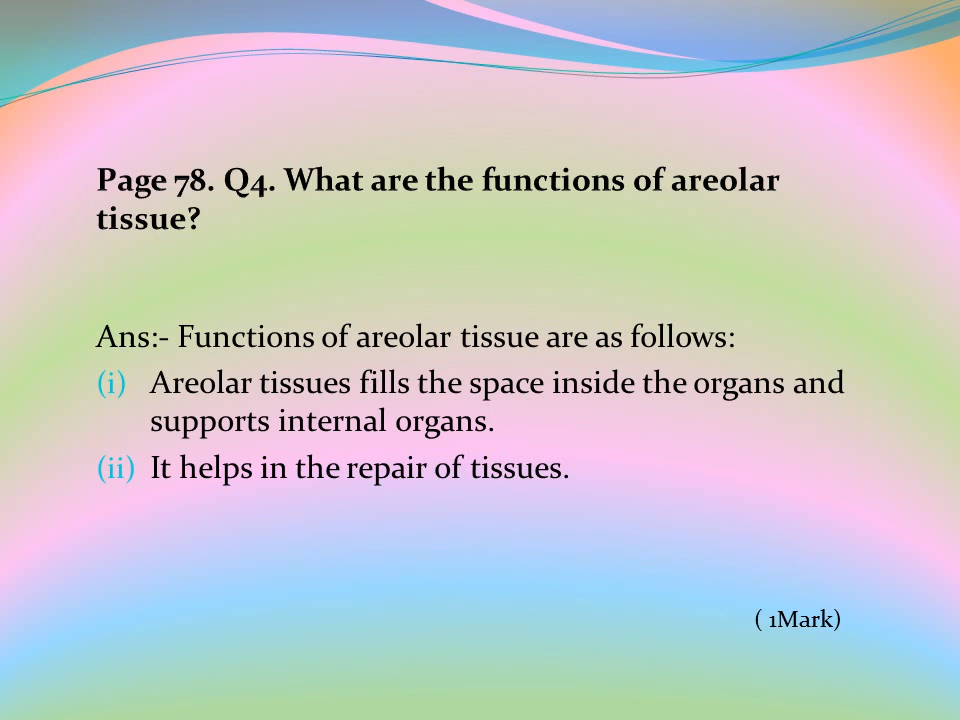 Page 78. Q4. What are the functions of areolar
tissue?
Ans:- Functions of areolar tissue are as follows:
(i) Areolar tissues fills the space inside the organs and
supports internal organs.
(ii) It helps in the repair of tissues.
( 1Mark)